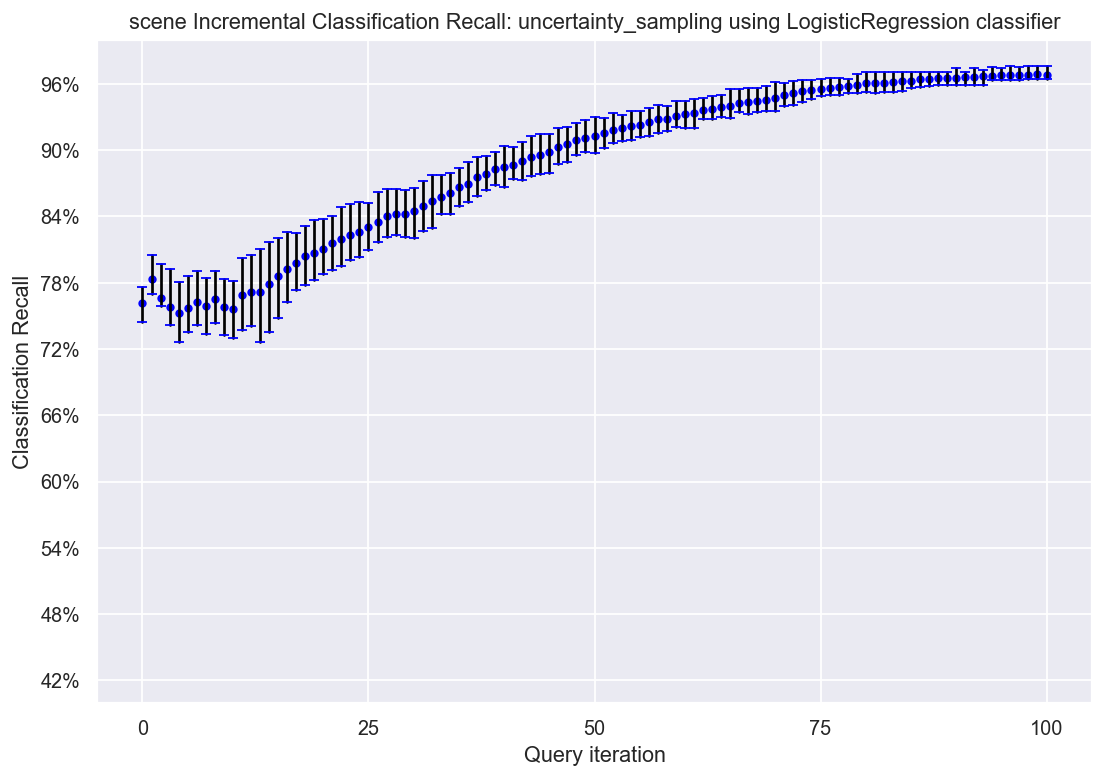 scene Incremental Classification Recall: uncertainty_sampling using LogisticRegression classifier
Classification Recall
96%
90%
84%
78%
72%
66%
60%
54%
48%
42%
0 25 50 75 100
Query iteration